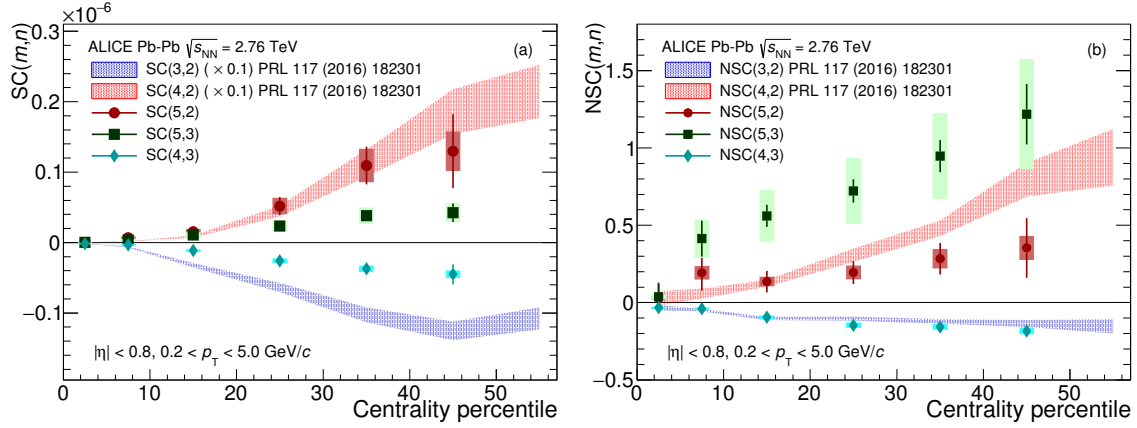 ×10⁻⁶
ALICE Pb-Pb √sNN = 2.76 TeV
(a)
SC(3,2) (×0.1) PRL 117 (2016) 182301
SC(4,2) (×0.1) PRL 117 (2016) 182301
SC(5,2)
SC(5,3)
SC(4,3)
SC(m,n)
0.3
0.2
0.1
0
−0.1
|η| < 0.8, 0.2 < pT < 5.0 GeV/c
0 10 20 30 40 50
Centrality percentile
ALICE Pb-Pb √sNN = 2.76 TeV
(b)
NSC(3,2) PRL 117 (2016) 182301
NSC(4,2) PRL 117 (2016) 182301
NSC(5,2)
NSC(5,3)
NSC(4,3)
NSC(m,n)
1.5
1
0.5
0
−0.5
|η| < 0.8, 0.2 < pT < 5.0 GeV/c
0 10 20 30 40 50
Centrality percentile